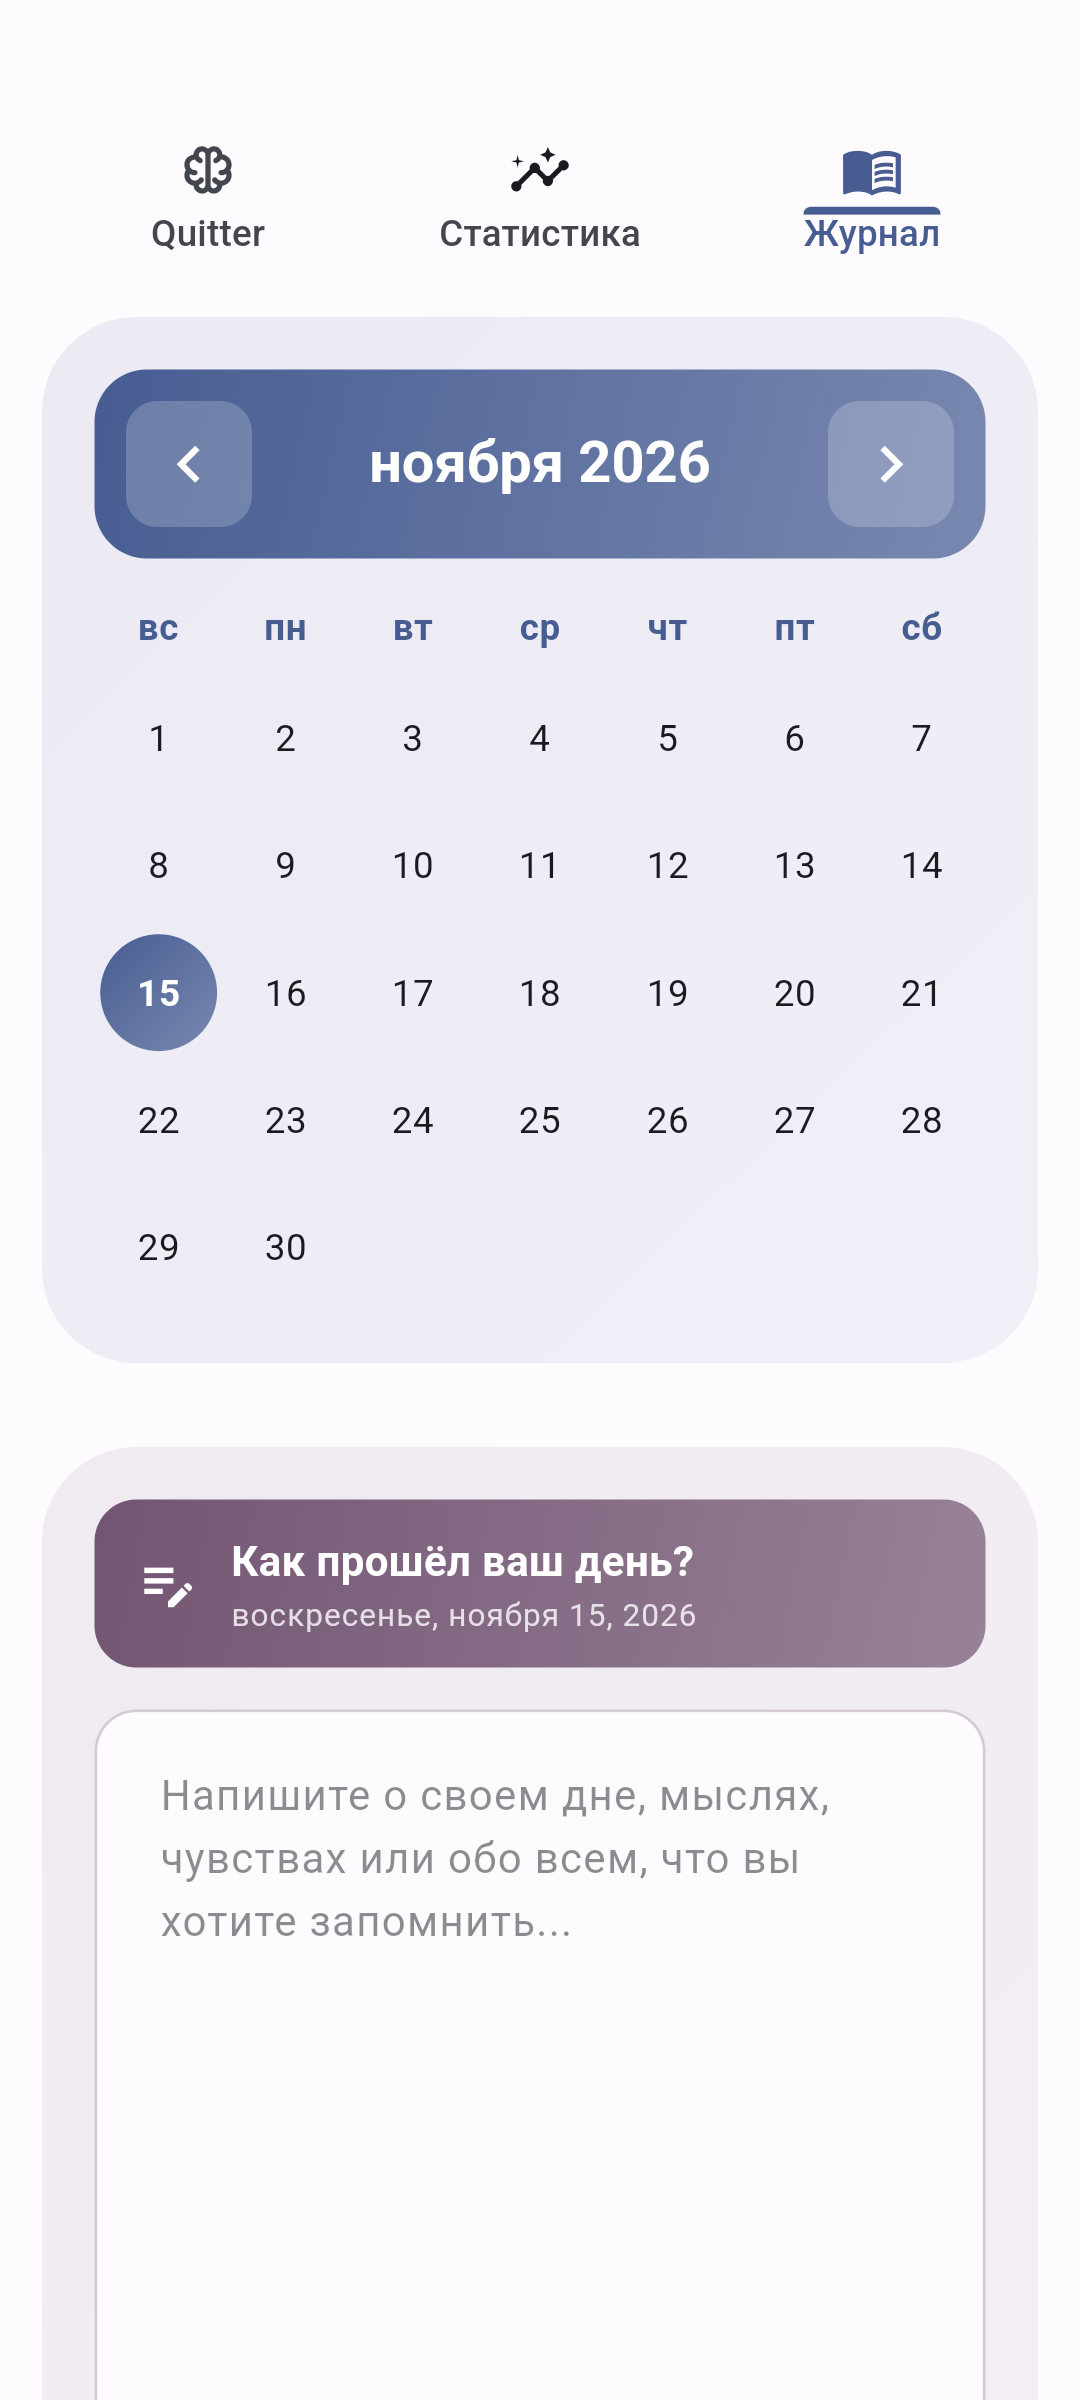 Quitter Статистика Журнал
ноября 2026
вс пн вт ср чт пт сб
1 2 3 4 5 6 7
8 9 10 11 12 13 14
15 16 17 18 19 20 21
22 23 24 25 26 27 28
29 30
Как прошёл ваш день?
воскресенье, ноября 15, 2026
Напишите о своем дне, мыслях,
чувствах или обо всем, что вы
хотите запомнить...